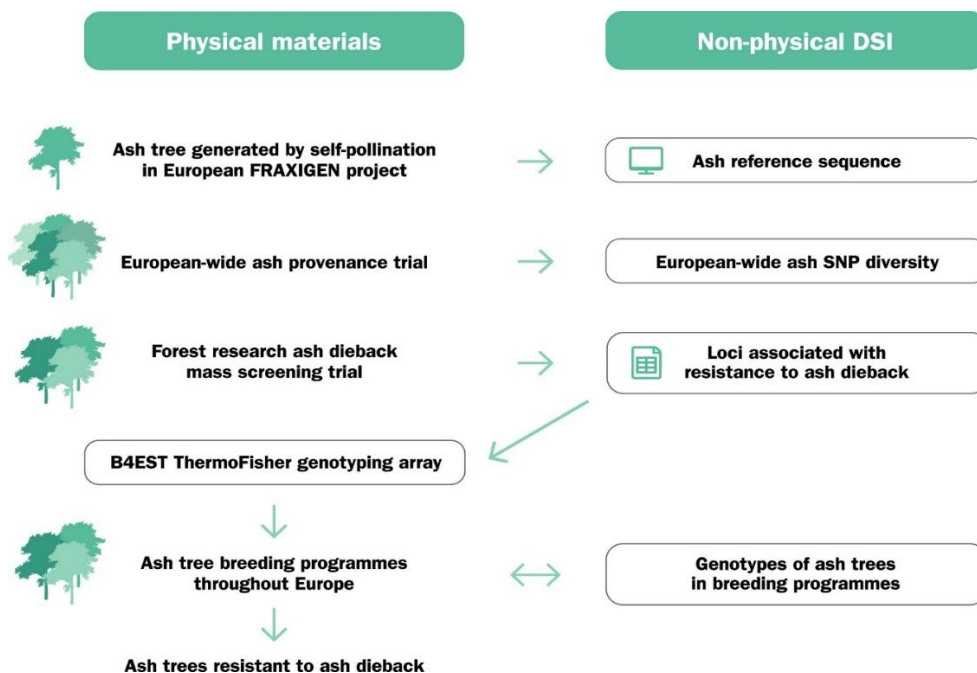 Physical materials
Non-physical DSI
Ash tree generated by self-pollination
in European FRAXIGEN project
Ash reference sequence
European-wide ash provenance trial
European-wide ash SNP diversity
Forest research ash dieback
mass screening trial
Loci associated with
resistance to ash dieback
B4EST ThermoFisher genotyping array
Ash tree breeding programmes
throughout Europe
Genotypes of ash trees
in breeding programmes
Ash trees resistant to ash dieback